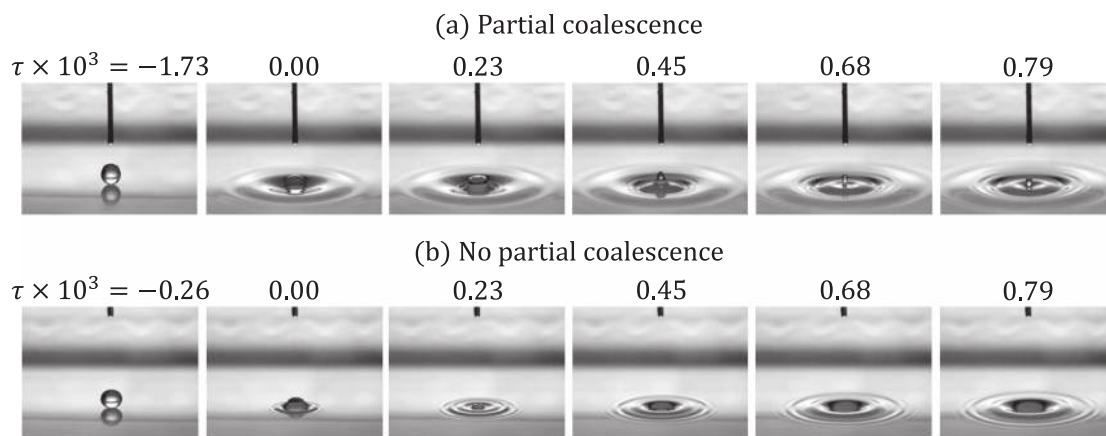 (a) Partial coalescence
τ × 10³ = −1.73 0.00 0.23 0.45 0.68 0.79
(b) No partial coalescence
τ × 10³ = −0.26 0.00 0.23 0.45 0.68 0.79